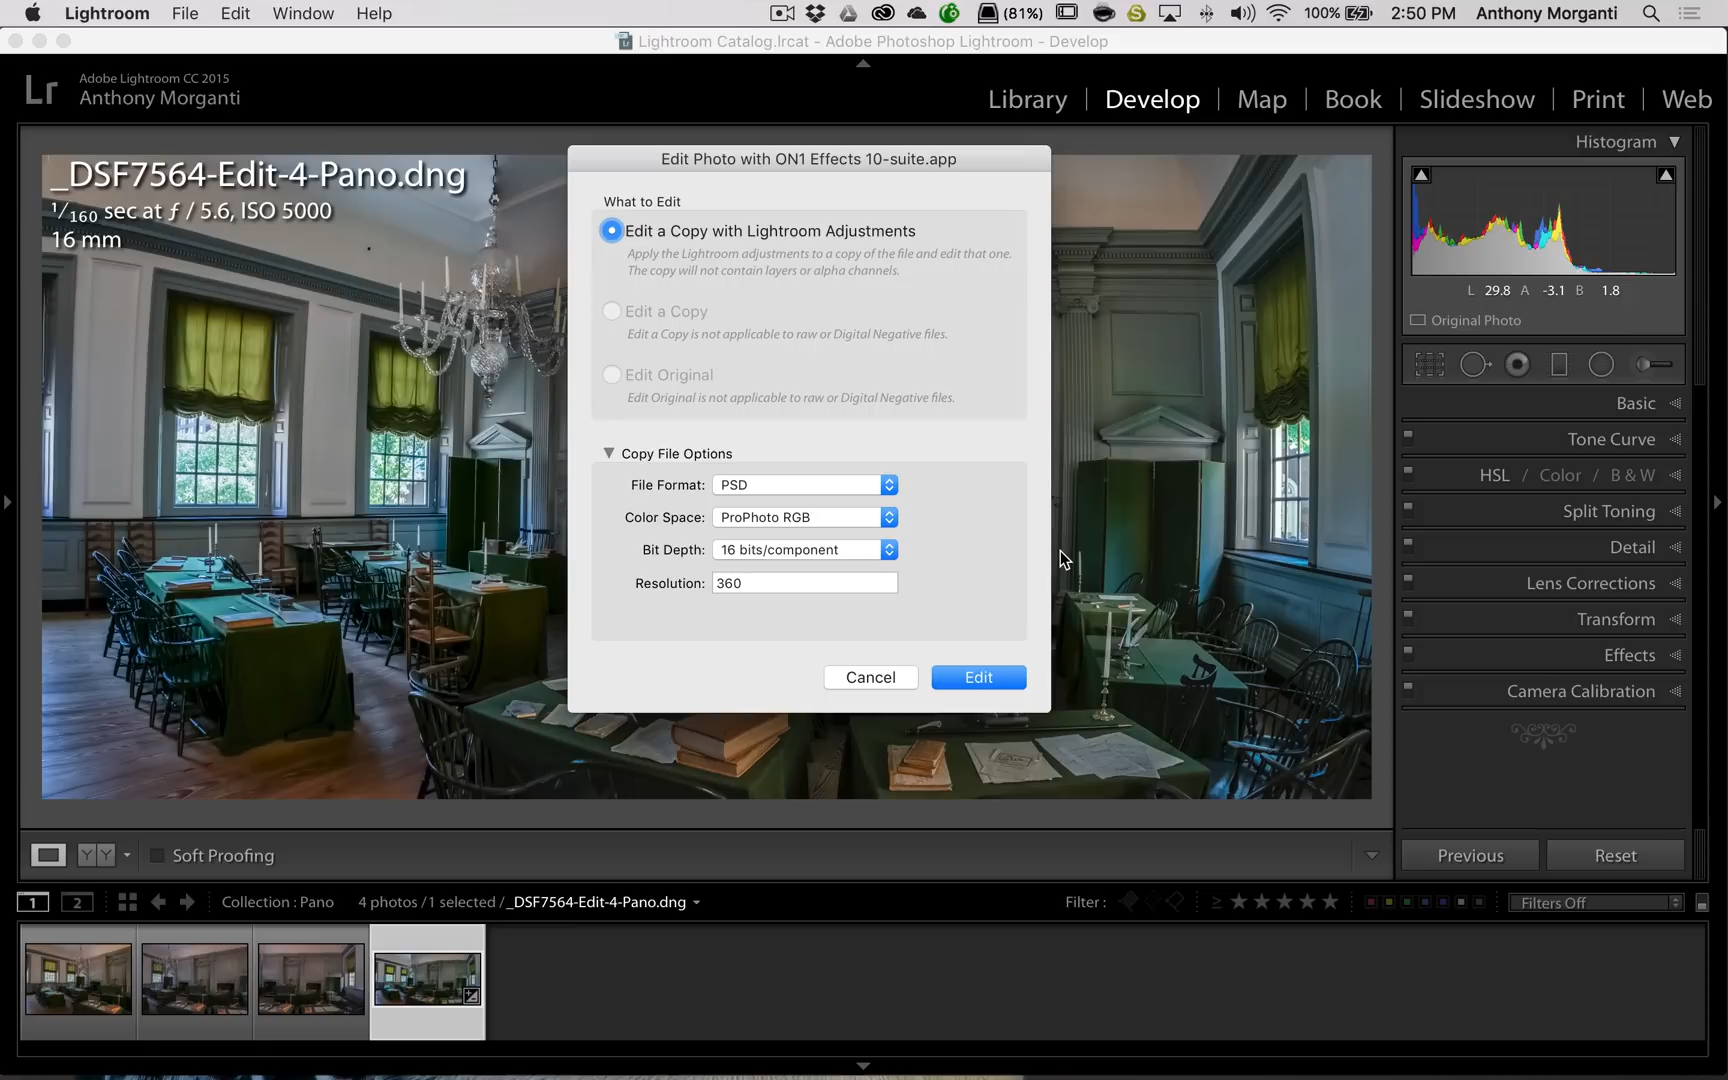 Lightroom File Edit Window Help (81%) 100% 2:50 PM Anthony Morganti
Lightroom Catalog.lrcat - Adobe Photoshop Lightroom - Develop
Lr
Adobe Lightroom CC 2015
Anthony Morganti
Library | Develop | Map | Book | Slideshow | Print | Web
_DSF7564-Edit-4-Pano.dng
1/160 sec at ƒ / 5.6, ISO 5000
16 mm
Edit Photo with ON1 Effects 10-suite.app
What to Edit
Edit a Copy with Lightroom Adjustments
Apply the Lightroom adjustments to a copy of the file and edit that one.
The copy will not contain layers or alpha channels.
Edit a Copy
Edit a Copy is not applicable to raw or Digital Negative files.
Edit Original
Edit Original is not applicable to raw or Digital Negative files.
Copy File Options
File Format: PSD
Color Space: ProPhoto RGB
Bit Depth: 16 bits/component
Resolution: 360
Cancel Edit
Histogram
L 29.8 A -3.1 B 1.8
Original Photo
Basic
Tone Curve
HSL / Color / B & W
Split Toning
Detail
Lens Corrections
Transform
Effects
Camera Calibration
Previous Reset
Y Y Soft Proofing
1 2 Collection : Pano 4 photos / 1 selected / _DSF7564-Edit-4-Pano.dng Filter : ≥ ★ ★ ★ ★ ★ Filters Off